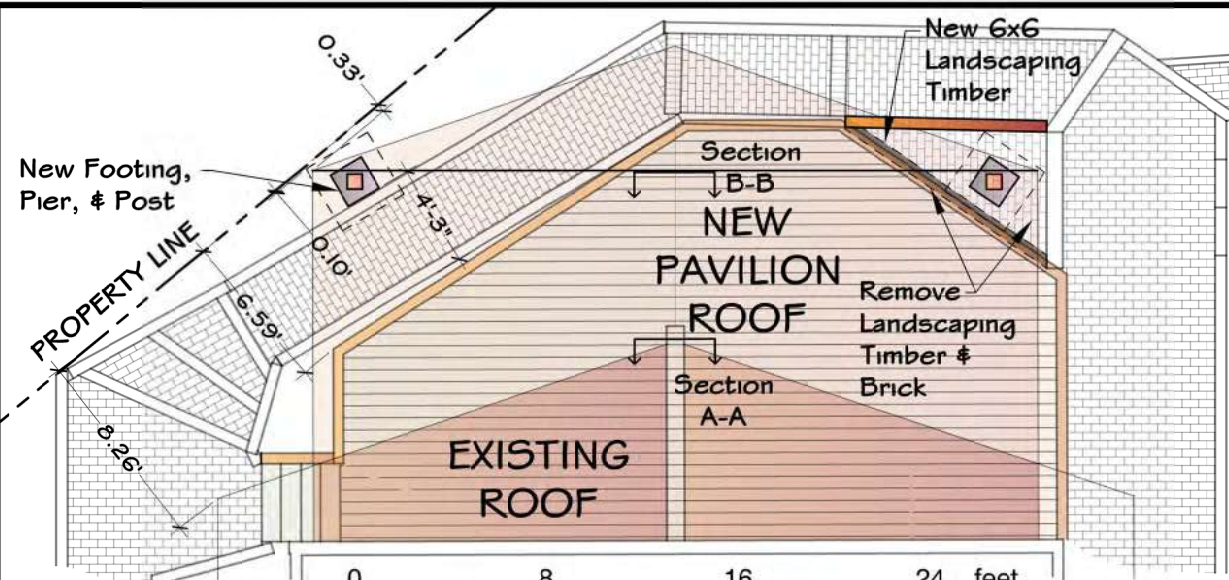 0.33'
New 6x6
Landscaping
Timber
New Footing,
Pier, & Post
Section
B-B
4'-3"
0.10'
NEW
PAVILION
ROOF
PROPERTY LINE
6.59'
Remove
Landscaping
Timber &
Brick
Section
A-A
8.26'
EXISTING
ROOF
0 8 16 24 feet